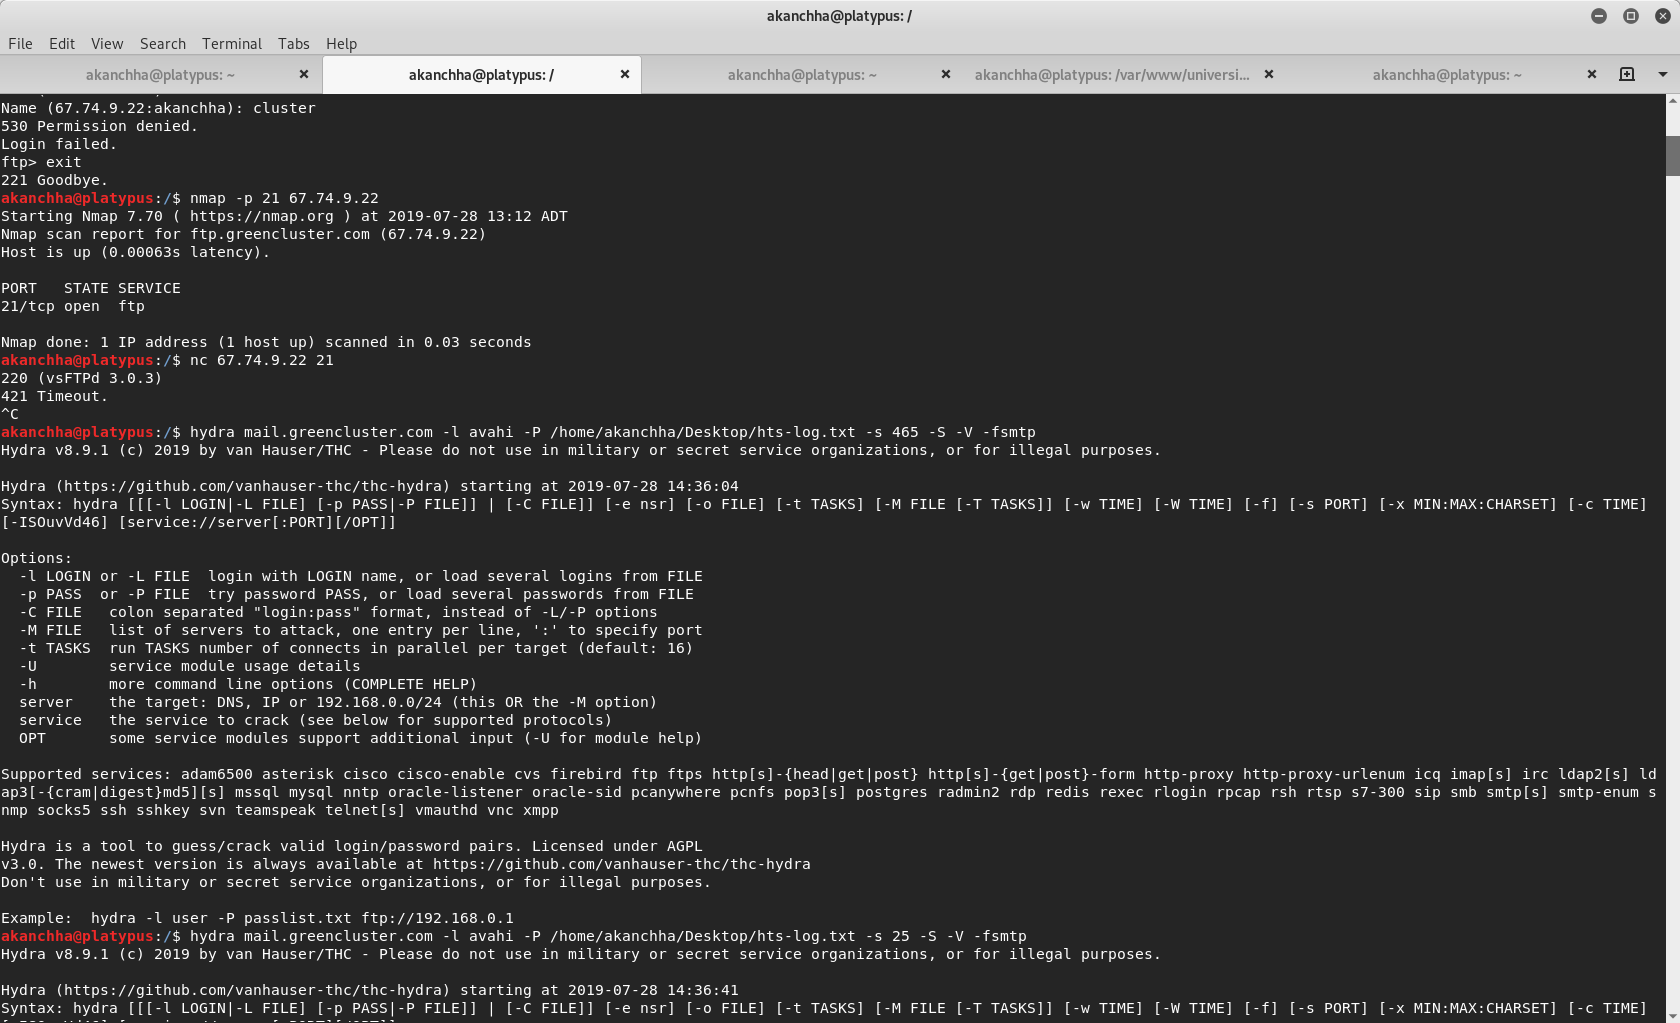 akanchha@platypus: /
File Edit View Search Terminal Tabs Help
akanchha@platypus: ~ akanchha@platypus: / akanchha@platypus: ~ akanchha@platypus: /var/www/universi... akanchha@platypus: ~
Name (67.74.9.22:akanchha): cluster
530 Permission denied.
Login failed.
ftp> exit
221 Goodbye.
akanchha@platypus:/$ nmap -p 21 67.74.9.22
Starting Nmap 7.70 ( https://nmap.org ) at 2019-07-28 13:12 ADT
Nmap scan report for ftp.greencluster.com (67.74.9.22)
Host is up (0.00063s latency).
PORT   STATE SERVICE
21/tcp open  ftp
Nmap done: 1 IP address (1 host up) scanned in 0.03 seconds
akanchha@platypus:/$ nc 67.74.9.22 21
220 (vsFTPd 3.0.3)
421 Timeout.
^C
akanchha@platypus:/$ hydra mail.greencluster.com -l avahi -P /home/akanchha/Desktop/hts-log.txt -s 465 -S -V -fsmtp
Hydra v8.9.1 (c) 2019 by van Hauser/THC - Please do not use in military or secret service organizations, or for illegal purposes.
Hydra (https://github.com/vanhauser-thc/thc-hydra) starting at 2019-07-28 14:36:04
Syntax: hydra [[[-l LOGIN|-L FILE] [-p PASS|-P FILE]] | [-C FILE]] [-e nsr] [-o FILE] [-t TASKS] [-M FILE [-T TASKS]] [-w TIME] [-W TIME] [-f] [-s PORT] [-x MIN:MAX:CHARSET] [-c TIME]
[-ISOuvVd46] [service://server[:PORT][/OPT]]
Options:
  -l LOGIN or -L FILE  login with LOGIN name, or load several logins from FILE
  -p PASS  or -P FILE  try password PASS, or load several passwords from FILE
  -C FILE   colon separated "login:pass" format, instead of -L/-P options
  -M FILE   list of servers to attack, one entry per line, ':' to specify port
  -t TASKS  run TASKS number of connects in parallel per target (default: 16)
  -U        service module usage details
  -h        more command line options (COMPLETE HELP)
  server    the target: DNS, IP or 192.168.0.0/24 (this OR the -M option)
  service   the service to crack (see below for supported protocols)
  OPT       some service modules support additional input (-U for module help)
Supported services: adam6500 asterisk cisco cisco-enable cvs firebird ftp ftps http[s]-{head|get|post} http[s]-{get|post}-form http-proxy http-proxy-urlenum icq imap[s] irc ldap2[s] ld
ap3[-{cram|digest}md5][s] mssql mysql nntp oracle-listener oracle-sid pcanywhere pcnfs pop3[s] postgres radmin2 rdp redis rexec rlogin rpcap rsh rtsp s7-300 sip smb smtp[s] smtp-enum s
nmp socks5 ssh sshkey svn teamspeak telnet[s] vmauthd vnc xmpp
Hydra is a tool to guess/crack valid login/password pairs. Licensed under AGPL
v3.0. The newest version is always available at https://github.com/vanhauser-thc/thc-hydra
Don't use in military or secret service organizations, or for illegal purposes.
Example:  hydra -l user -P passlist.txt ftp://192.168.0.1
akanchha@platypus:/$ hydra mail.greencluster.com -l avahi -P /home/akanchha/Desktop/hts-log.txt -s 25 -S -V -fsmtp
Hydra v8.9.1 (c) 2019 by van Hauser/THC - Please do not use in military or secret service organizations, or for illegal purposes.
Hydra (https://github.com/vanhauser-thc/thc-hydra) starting at 2019-07-28 14:36:41
Syntax: hydra [[[-l LOGIN|-L FILE] [-p PASS|-P FILE]] | [-C FILE]] [-e nsr] [-o FILE] [-t TASKS] [-M FILE [-T TASKS]] [-w TIME] [-W TIME] [-f] [-s PORT] [-x MIN:MAX:CHARSET] [-c TIME]